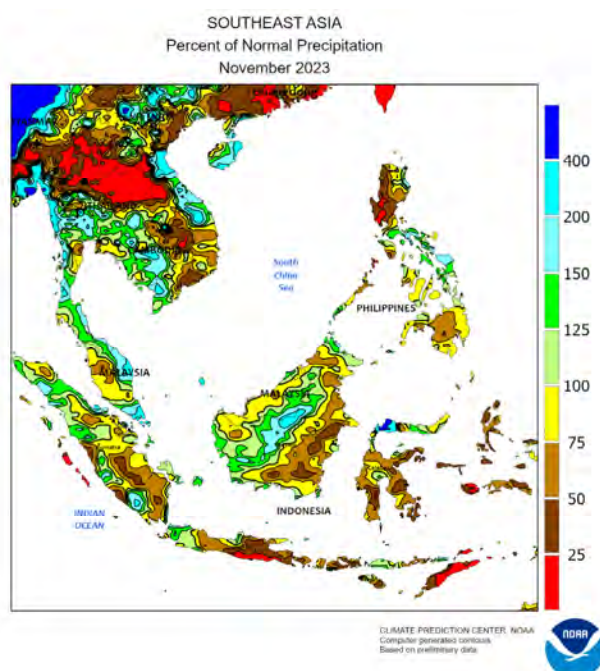 SOUTHEAST ASIA
Percent of Normal Precipitation
November 2023
South
China
Sea
PHILIPPINES
MALAYSIA
MALAYSIA
INDIAN
OCEAN
INDONESIA
400
200
150
125
100
75
50
25
CLIMATE PREDICTION CENTER, NOAA
Computer generated contours
Based on preliminary data
NOAA